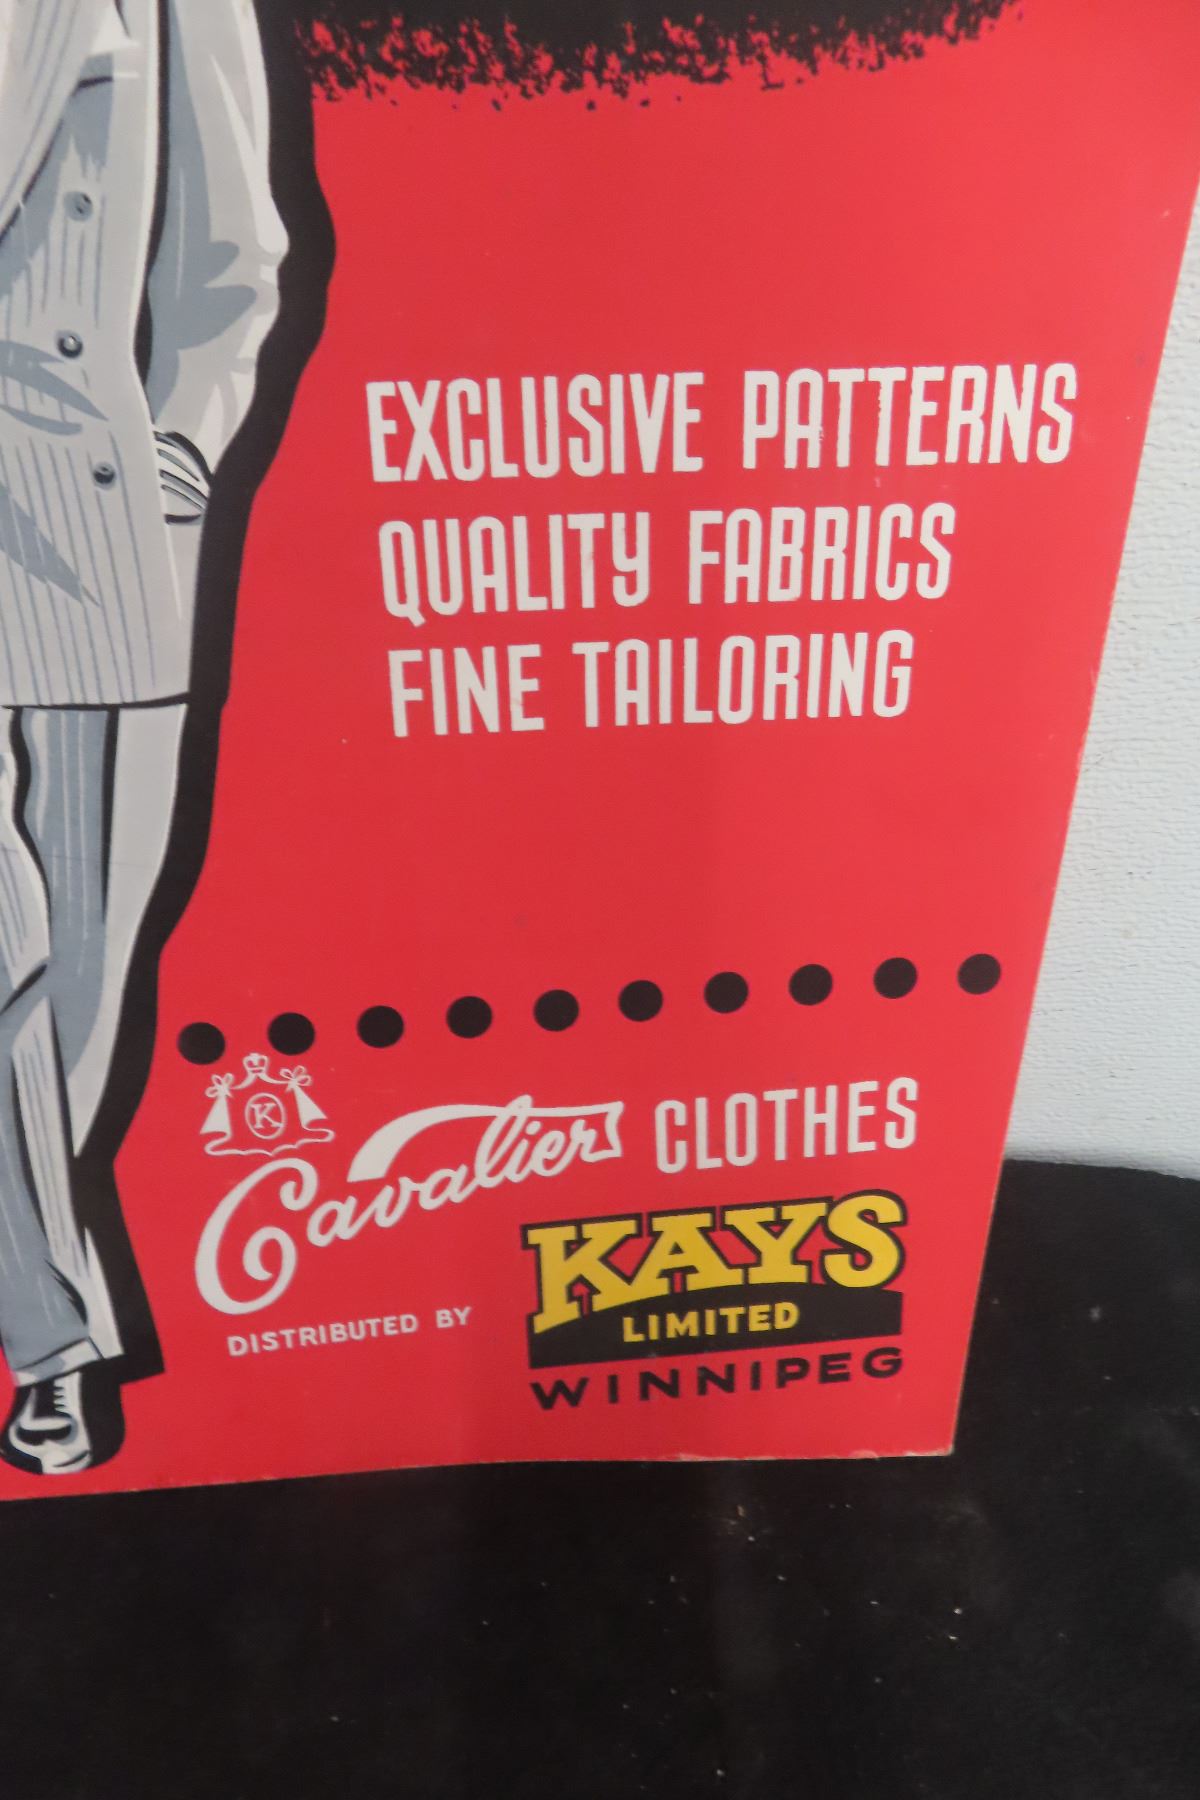 EXCLUSIVE PATTERNS
QUALITY FABRICS
FINE TAILORING
K
Cavalier CLOTHES
DISTRIBUTED BY
KAYS
LIMITED
WINNIPEG